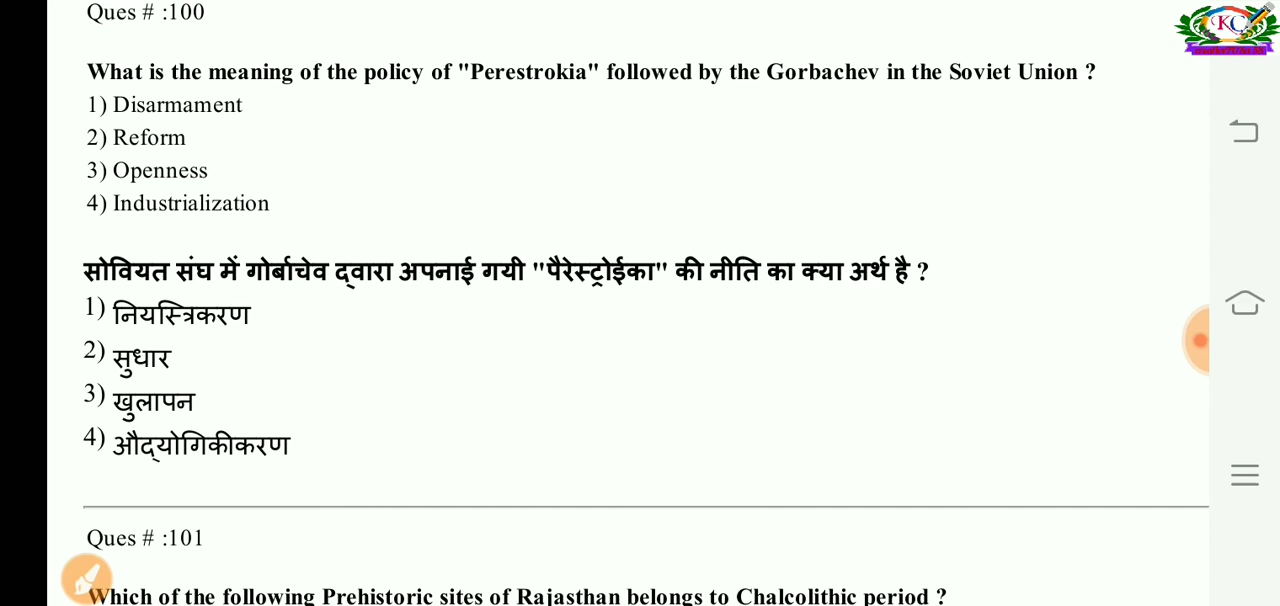 Ques # :100
KC
What is the meaning of the policy of "Perestrokia" followed by the Gorbachev in the Soviet Union ?
1) Disarmament
2) Reform
3) Openness
4) Industrialization
सोवियत संघ में गोर्बाचेव द्वारा अपनाई गयी "पैरेस्ट्रोईका" की नीति का क्या अर्थ है ?
1) नियस्त्रिकरण
2) सुधार
3) खुलापन
4) औद्योगिकीकरण
Ques # :101
Which of the following Prehistoric sites of Rajasthan belongs to Chalcolithic period ?